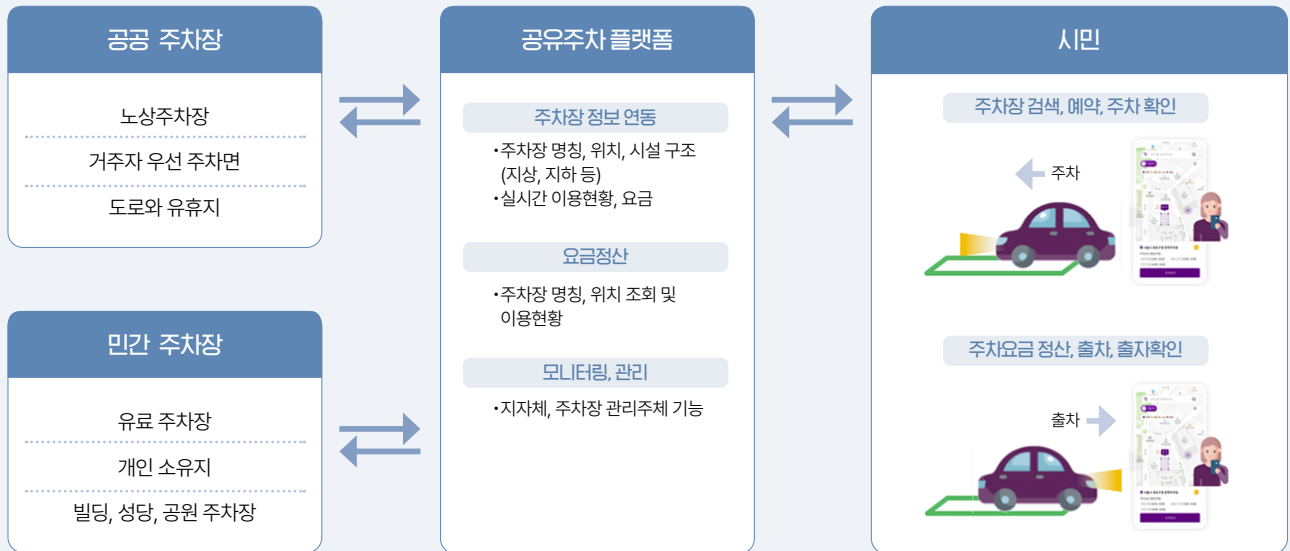 공공 주차장
노상주차장
거주자 우선 주차면
도로와 유휴지
민간 주차장
유료 주차장
개인 소유지
빌딩, 성당, 공원 주차장
공유주차 플랫폼
주차장 정보 연동
•주차장 명칭, 위치, 시설 구조
(지상, 지하 등)
•실시간 이용현황, 요금
요금정산
•주차장 명칭, 위치 조회 및
이용현황
모니터링, 관리
•지자체, 주차장 관리주체 기능
시민
주차장 검색, 예약, 주차 확인
주차
주차요금 정산, 출차, 출자확인
출차